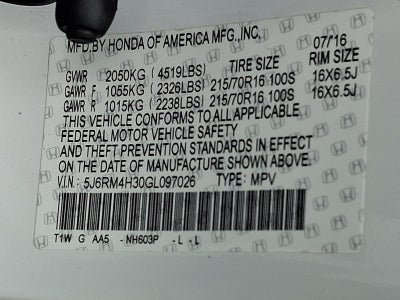 MFD.BY HONDA OF AMERICA MFG.,INC. 07/16
TIRE SIZE RIM SIZE
GVWR 2050KG (4519LBS)
GAWR F 1055KG (2326LBS) 215/70R16 100S 16X6.5J
GAWR R 1015KG (2238LBS) 215/70R16 100S 16X6.5J
THIS VEHICLE CONFORMS TO ALL APPLICABLE
FEDERAL MOTOR VEHICLE SAFETY
AND THEFT PREVENTION STANDARDS IN EFFECT
ON THE DATE OF MANUFACTURE SHOWN ABOVE.
V.I.N.: 5J6RM4H30GL097026 TYPE: MPV
T1W G AA5 - NH603P - L - L